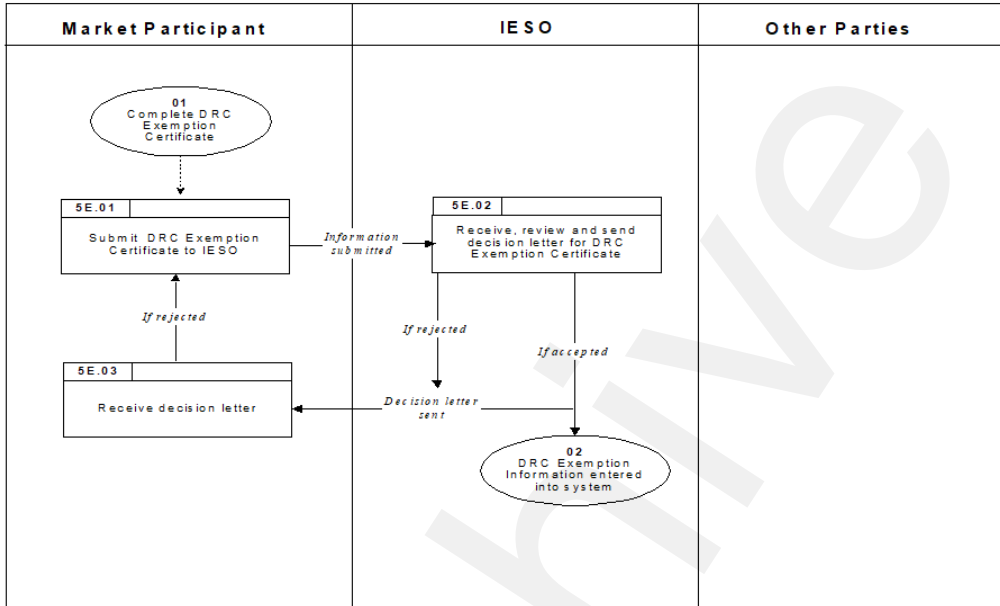 Market Participant
IESO
Other Parties
01
Complete DRC
Exemption
Certificate
5E.01
Submit DRC Exemption
Certificate to IESO
Information
submitted
5E.02
Receive, review and send
decision letter for DRC
Exemption Certificate
If rejected
If rejected
If accepted
5E.03
Receive decision letter
Decision letter
sent
02
DRC Exemption
Information entered
into system
hive